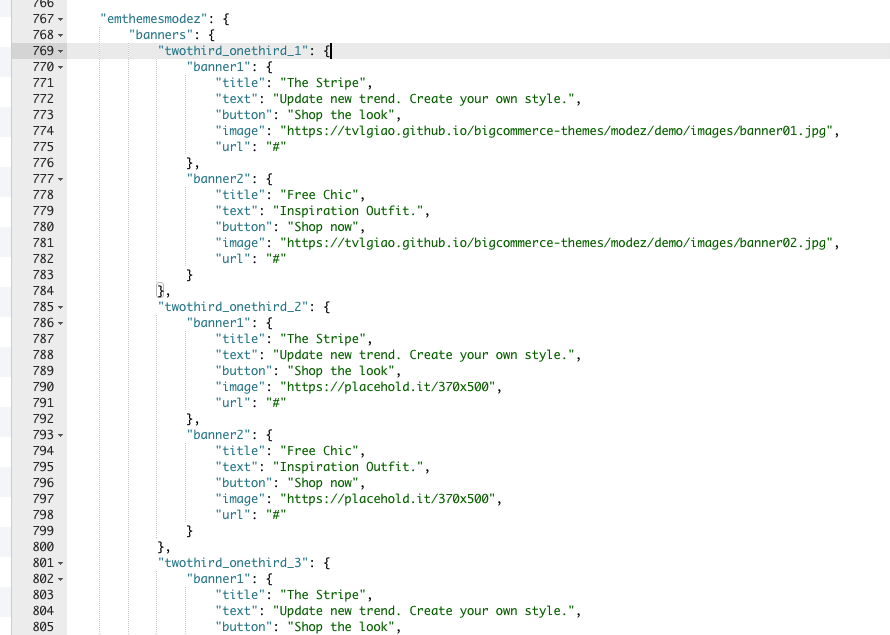 766
767 "emthemesmodez": {
768 "banners": {
769 "twothird_onethird_1": {
770 "banner1": {
771 "title": "The Stripe",
772 "text": "Update new trend. Create your own style.",
773 "button": "Shop the look",
774 "image": "https://tvlgiao.github.io/bigcommerce-themes/modez/demo/images/banner01.jpg",
775 "url": "#"
776 },
777 "banner2": {
778 "title": "Free Chic",
779 "text": "Inspiration Outfit.",
780 "button": "Shop now",
781 "image": "https://tvlgiao.github.io/bigcommerce-themes/modez/demo/images/banner02.jpg",
782 "url": "#"
783 }
784 },
785 "twothird_onethird_2": {
786 "banner1": {
787 "title": "The Stripe",
788 "text": "Update new trend. Create your own style.",
789 "button": "Shop the look",
790 "image": "https://placehold.it/370x500",
791 "url": "#"
792 },
793 "banner2": {
794 "title": "Free Chic",
795 "text": "Inspiration Outfit.",
796 "button": "Shop now",
797 "image": "https://placehold.it/370x500",
798 "url": "#"
799 }
800 },
801 "twothird_onethird_3": {
802 "banner1": {
803 "title": "The Stripe",
804 "text": "Update new trend. Create your own style.",
805 "button": "Shop the look",